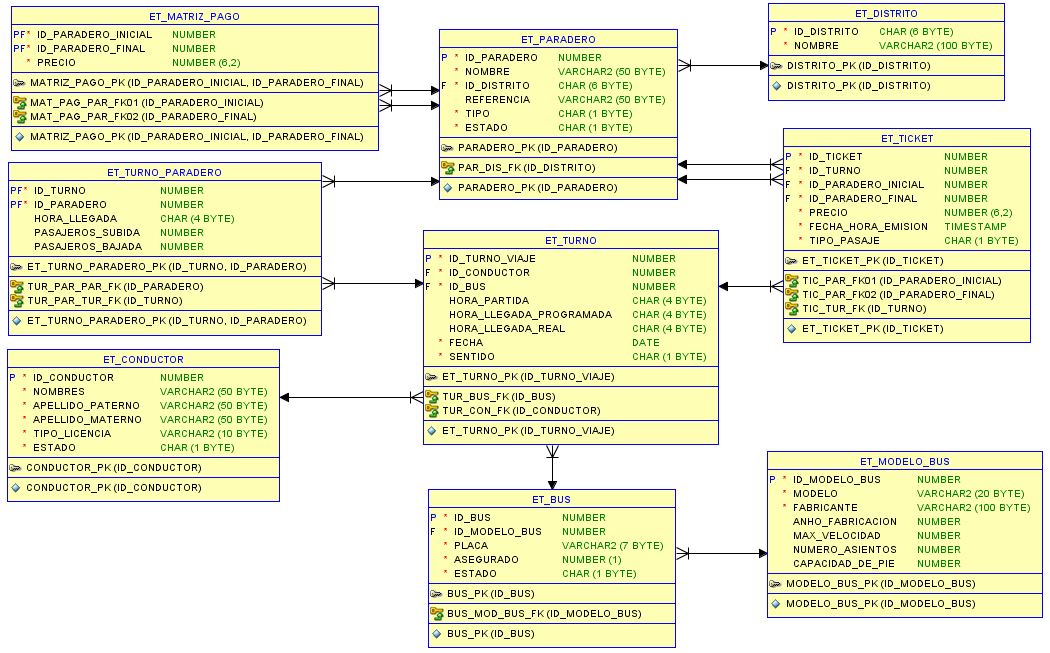 ET_MATRIZ_PAGO
PF* ID_PARADERO_INICIAL NUMBER
PF* ID_PARADERO_FINAL NUMBER
* PRECIO NUMBER (6,2)
MATRIZ_PAGO_PK (ID_PARADERO_INICIAL, ID_PARADERO_FINAL)
MAT_PAG_PAR_FK01 (ID_PARADERO_INICIAL)
MAT_PAG_PAR_FK02 (ID_PARADERO_FINAL)
MATRIZ_PAGO_PK (ID_PARADERO_INICIAL, ID_PARADERO_FINAL)
ET_PARADERO
P * ID_PARADERO NUMBER
* NOMBRE VARCHAR2 (50 BYTE)
F * ID_DISTRITO CHAR (6 BYTE)
REFERENCIA VARCHAR2 (50 BYTE)
* TIPO CHAR (1 BYTE)
* ESTADO CHAR (1 BYTE)
PARADERO_PK (ID_PARADERO)
PAR_DIS_FK (ID_DISTRITO)
PARADERO_PK (ID_PARADERO)
ET_DISTRITO
P * ID_DISTRITO CHAR (6 BYTE)
* NOMBRE VARCHAR2 (100 BYTE)
DISTRITO_PK (ID_DISTRITO)
DISTRITO_PK (ID_DISTRITO)
ET_TICKET
P * ID_TICKET NUMBER
F * ID_TURNO NUMBER
F * ID_PARADERO_INICIAL NUMBER
F * ID_PARADERO_FINAL NUMBER
* PRECIO NUMBER (6,2)
* FECHA_HORA_EMISION TIMESTAMP
* TIPO_PASAJE CHAR (1 BYTE)
ET_TICKET_PK (ID_TICKET)
TIC_PAR_FK01 (ID_PARADERO_INICIAL)
TIC_PAR_FK02 (ID_PARADERO_FINAL)
TIC_TUR_FK (ID_TURNO)
ET_TICKET_PK (ID_TICKET)
ET_TURNO_PARADERO
PF* ID_TURNO NUMBER
PF* ID_PARADERO NUMBER
HORA_LLEGADA CHAR (4 BYTE)
PASAJEROS_SUBIDA NUMBER
PASAJEROS_BAJADA NUMBER
ET_TURNO_PARADERO_PK (ID_TURNO, ID_PARADERO)
TUR_PAR_PAR_FK (ID_PARADERO)
TUR_PAR_TUR_FK (ID_TURNO)
ET_TURNO_PARADERO_PK (ID_TURNO, ID_PARADERO)
ET_TURNO
P * ID_TURNO_VIAJE NUMBER
F * ID_CONDUCTOR NUMBER
F * ID_BUS NUMBER
HORA_PARTIDA CHAR (4 BYTE)
HORA_LLEGADA_PROGRAMADA CHAR (4 BYTE)
HORA_LLEGADA_REAL CHAR (4 BYTE)
* FECHA DATE
* SENTIDO CHAR (1 BYTE)
ET_TURNO_PK (ID_TURNO_VIAJE)
TUR_BUS_FK (ID_BUS)
TUR_CON_FK (ID_CONDUCTOR)
ET_TURNO_PK (ID_TURNO_VIAJE)
ET_CONDUCTOR
P * ID_CONDUCTOR NUMBER
* NOMBRES VARCHAR2 (50 BYTE)
* APELLIDO_PATERNO VARCHAR2 (50 BYTE)
* APELLIDO_MATERNO VARCHAR2 (50 BYTE)
* TIPO_LICENCIA VARCHAR2 (10 BYTE)
* ESTADO CHAR (1 BYTE)
CONDUCTOR_PK (ID_CONDUCTOR)
CONDUCTOR_PK (ID_CONDUCTOR)
ET_BUS
P * ID_BUS NUMBER
F * ID_MODELO_BUS NUMBER
* PLACA VARCHAR2 (7 BYTE)
* ASEGURADO NUMBER (1)
* ESTADO CHAR (1 BYTE)
BUS_PK (ID_BUS)
BUS_MOD_BUS_FK (ID_MODELO_BUS)
BUS_PK (ID_BUS)
ET_MODELO_BUS
P * ID_MODELO_BUS NUMBER
* MODELO VARCHAR2 (20 BYTE)
* FABRICANTE VARCHAR2 (100 BYTE)
ANHO_FABRICACION NUMBER
MAX_VELOCIDAD NUMBER
NUMERO_ASIENTOS NUMBER
CAPACIDAD_DE_PIE NUMBER
MODELO_BUS_PK (ID_MODELO_BUS)
MODELO_BUS_PK (ID_MODELO_BUS)